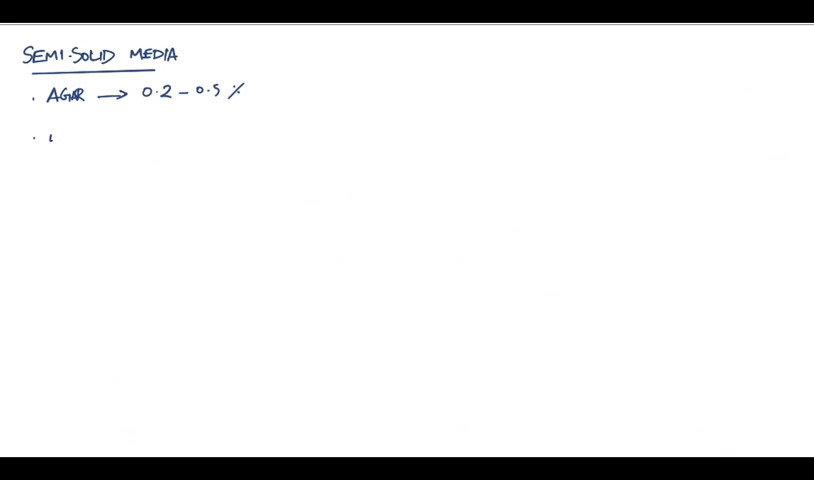 SEMI-SOLID MEDIA
. AGAR → 0.2 - 0.5 %
.